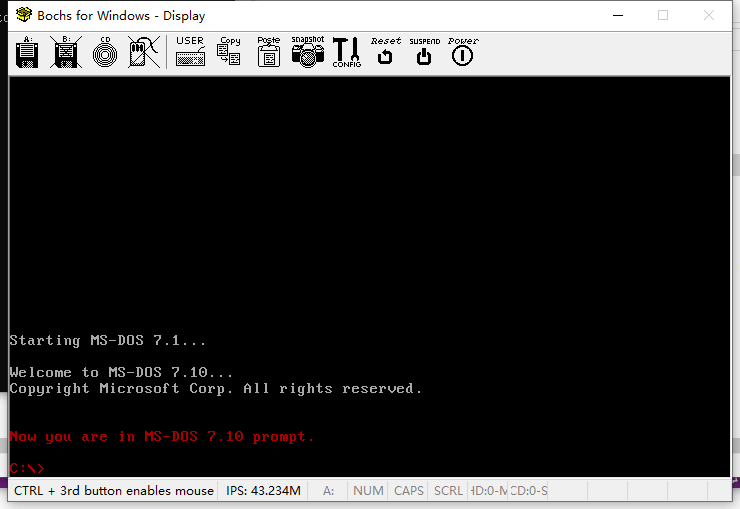 Bochs for Windows - Display
A: B: CD USER Copy Poste snapshot CONFIG Reset SUSPEND Power
Starting MS-DOS 7.1...
Welcome to MS-DOS 7.10...
Copyright Microsoft Corp. All rights reserved.
Now you are in MS-DOS 7.10 prompt.
C:\>
CTRL + 3rd button enables mouse IPS: 43.234M A: NUM CAPS SCRL HD:0-M CD:0-S